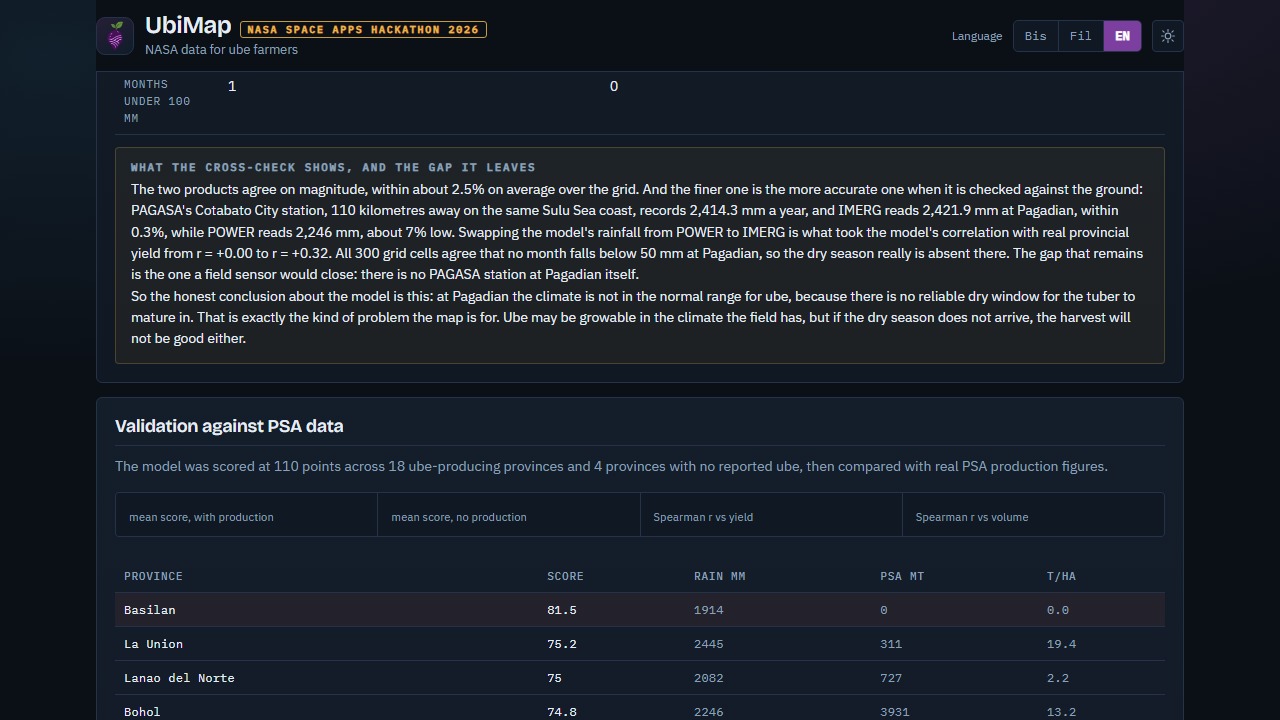 UbiMap NASA SPACE APPS HACKATHON 2026
NASA data for ube farmers
Language Bis Fil EN
MONTHS UNDER 100 MM 1 0
WHAT THE CROSS-CHECK SHOWS, AND THE GAP IT LEAVES
The two products agree on magnitude, within about 2.5% on average over the grid. And the finer one is the more accurate one when it is checked against the ground:
PAGASA's Cotabato City station, 110 kilometres away on the same Sulu Sea coast, records 2,414.3 mm a year, and IMERG reads 2,421.9 mm at Pagadian, within
0.3%, while POWER reads 2,246 mm, about 7% low. Swapping the model's rainfall from POWER to IMERG is what took the model's correlation with real provincial
yield from r = +0.00 to r = +0.32. All 300 grid cells agree that no month falls below 50 mm at Pagadian, so the dry season really is absent there. The gap that remains
is the one a field sensor would close: there is no PAGASA station at Pagadian itself.
So the honest conclusion about the model is this: at Pagadian the climate is not in the normal range for ube, because there is no reliable dry window for the tuber to
mature in. That is exactly the kind of problem the map is for. Ube may be growable in the climate the field has, but if the dry season does not arrive, the harvest will
not be good either.
Validation against PSA data
The model was scored at 110 points across 18 ube-producing provinces and 4 provinces with no reported ube, then compared with real PSA production figures.
mean score, with production mean score, no production Spearman r vs yield Spearman r vs volume
PROVINCE SCORE RAIN MM PSA MT T/HA
Basilan 81.5 1914 0 0.0
La Union 75.2 2445 311 19.4
Lanao del Norte 75 2082 727 2.2
Bohol 74.8 2246 3931 13.2